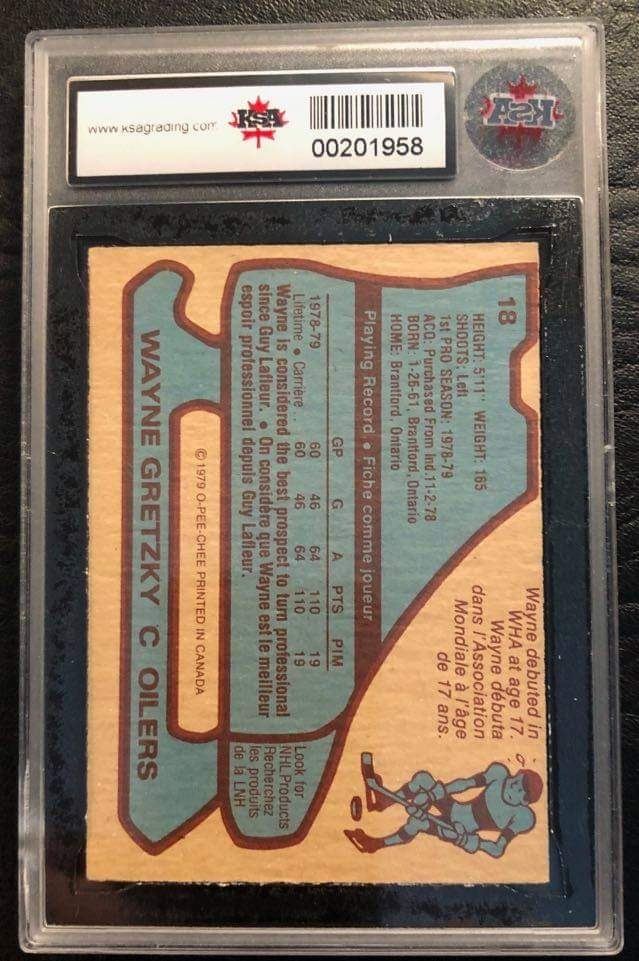 www.ksagrading.com
KSA
00201958
KSA
18
HEIGHT: 5'11" WEIGHT: 165
SHOOTS: Left
1st PRO SEASON: 1978-79
ACQ: Purchased From Ind. 11-2-78
BORN: 1-26-61, Brantford, Ontario
HOME: Brantford, Ontario
Wayne debuted in
WHA at age 17.
Wayne débuta
dans l'Association
Mondiale à l'âge
de 17 ans.
Playing Record • Fiche comme joueur
GP G A PTS PIM
1978-79 60 46 64 110 19
Lifetime • Carrière .. 60 46 64 110 19
Wayne is considered the best prospect to turn professional
since Guy Lafleur. • On considère que Wayne est le meilleur
espoir professionnel depuis Guy Lafleur.
Look for
NHL Products
Recherchez
les produits
de la LNH
© 1979 O-PEE-CHEE PRINTED IN CANADA
WAYNE GRETZKY C OILERS